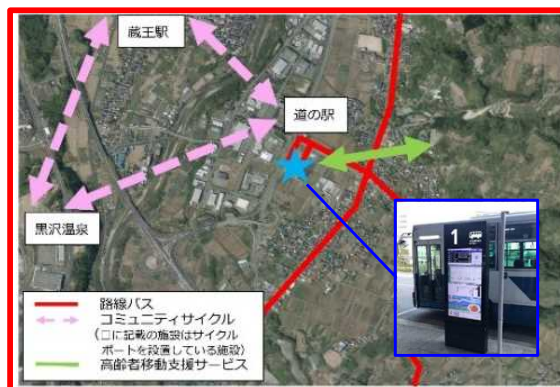 蔵王駅
道の駅
黒沢温泉
1
路線バス
コミュニティサイクル
(□に記載の施設はサイクル
ポートを設置している施設)
高齢者移動支援サービス